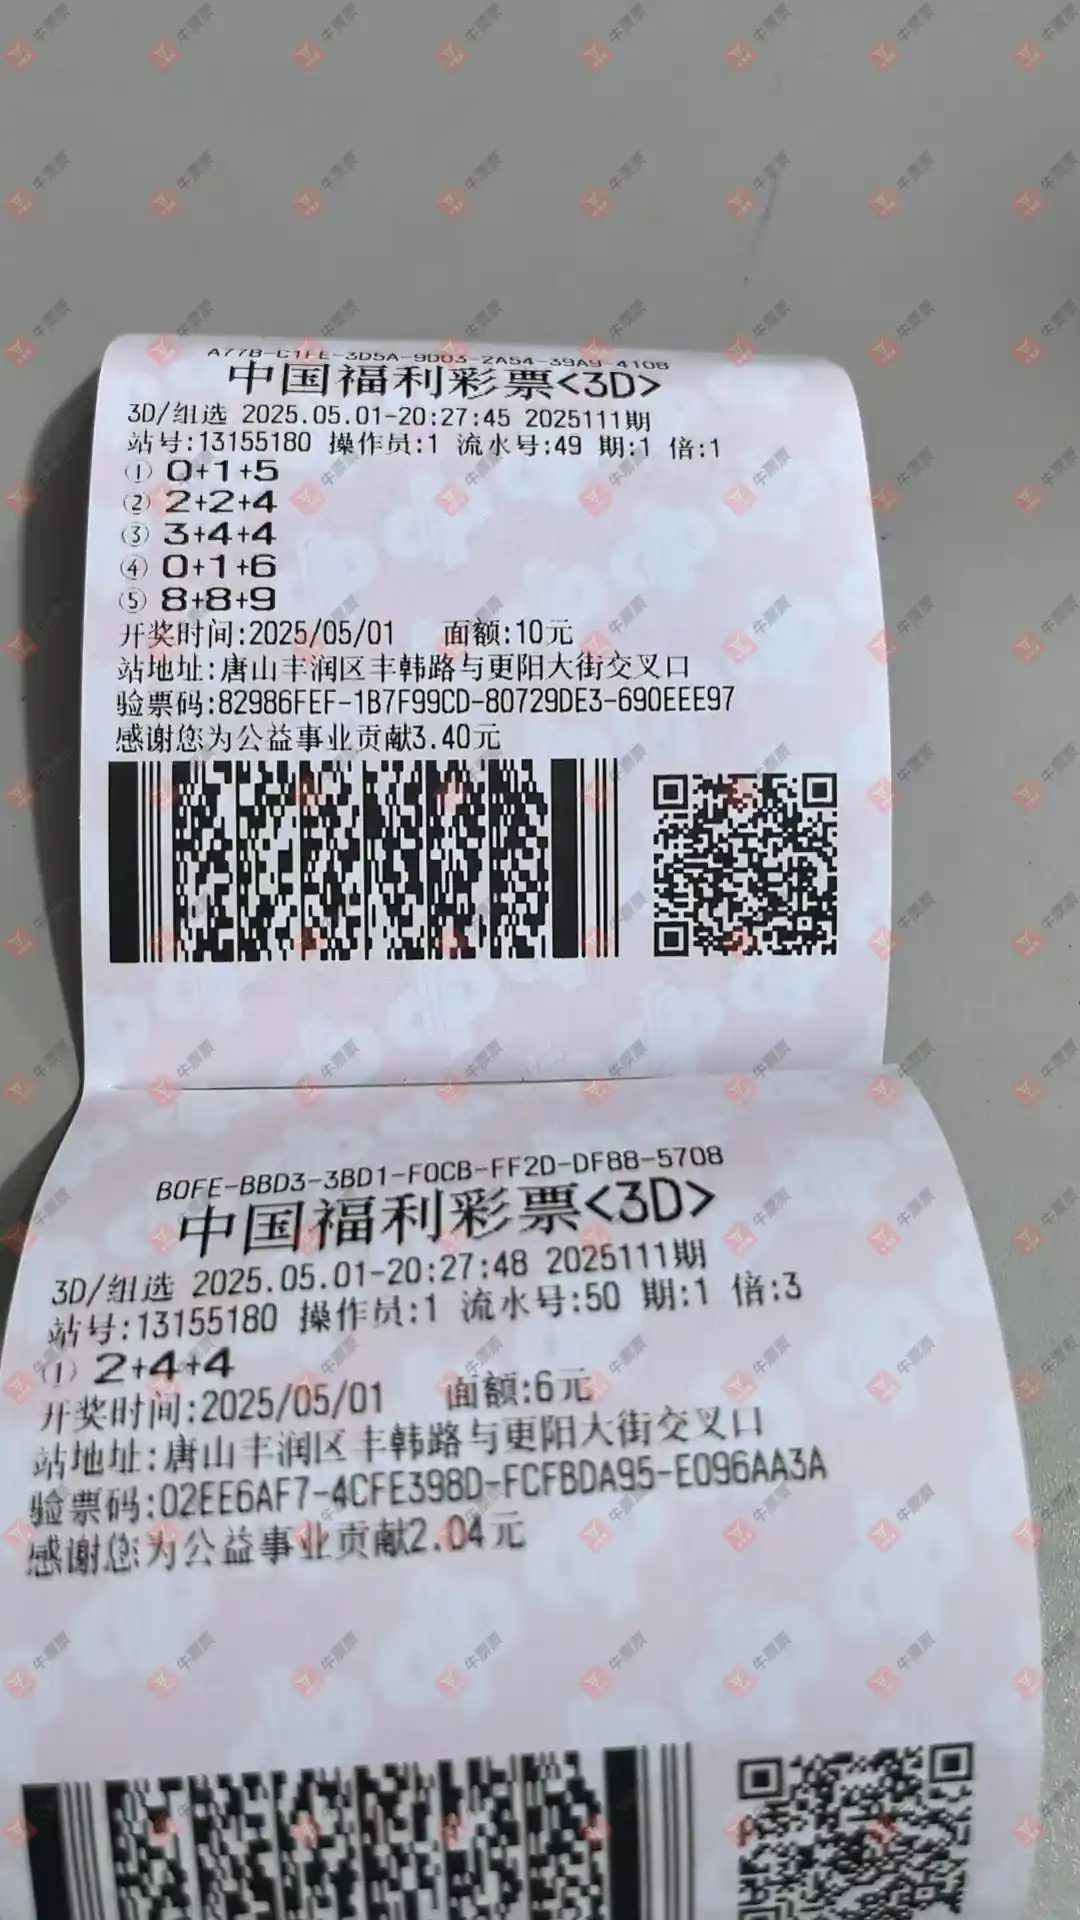 A77B-C1FE-3D5A-9D03-2A54-39A9-4108
中国福利彩票<3D>
3D/组选 2025.05.01-20:27:45 2025111期
站号:13155180 操作员:1 流水号:49 期:1 倍:1
① 0+1+5
② 2+2+4
③ 3+4+4
④ 0+1+6
⑤ 8+8+9
开奖时间:2025/05/01 面额:10元
站地址:唐山丰润区丰韩路与更阳大街交叉口
验票码:82986FEF-1B7F99CD-80729DE3-690EEE97
感谢您为公益事业贡献3.40元
B0FE-BBD3-3BD1-F0CB-FF2D-DF88-5708
中国福利彩票<3D>
3D/组选 2025.05.01-20:27:48 2025111期
站号:13155180 操作员:1 流水号:50 期:1 倍:3
① 2+4+4
开奖时间:2025/05/01 面额:6元
站地址:唐山丰润区丰韩路与更阳大街交叉口
验票码:02EE6AF7-4CFE398D-FCFBDA95-E096AA3A
感谢您为公益事业贡献2.04元
牛票票